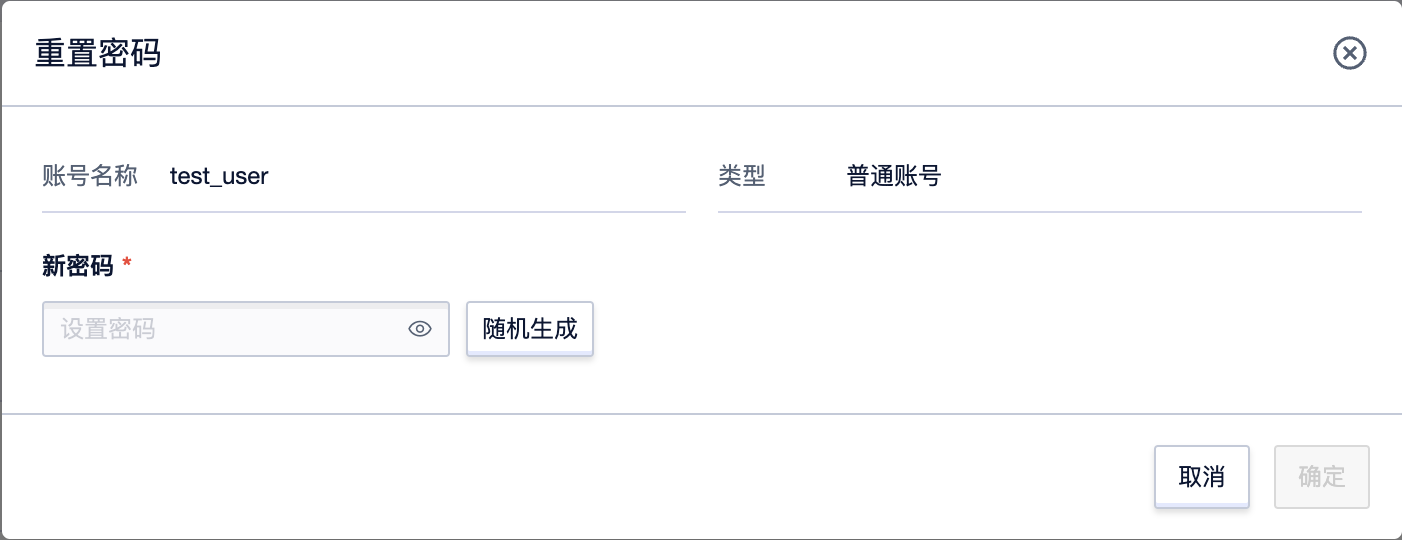 重置密码
账号名称 test_user 类型 普通账号
新密码 *
设置密码 随机生成
取消 确定